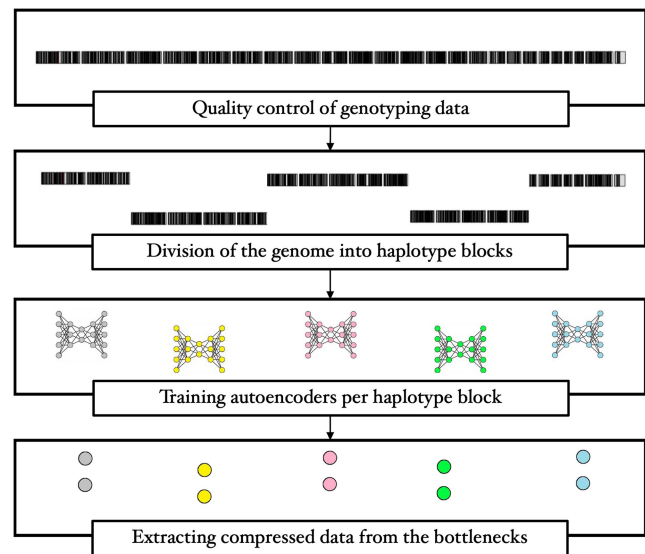 Quality control of genotyping data
Division of the genome into haplotype blocks
Training autoencoders per haplotype block
Extracting compressed data from the bottlenecks